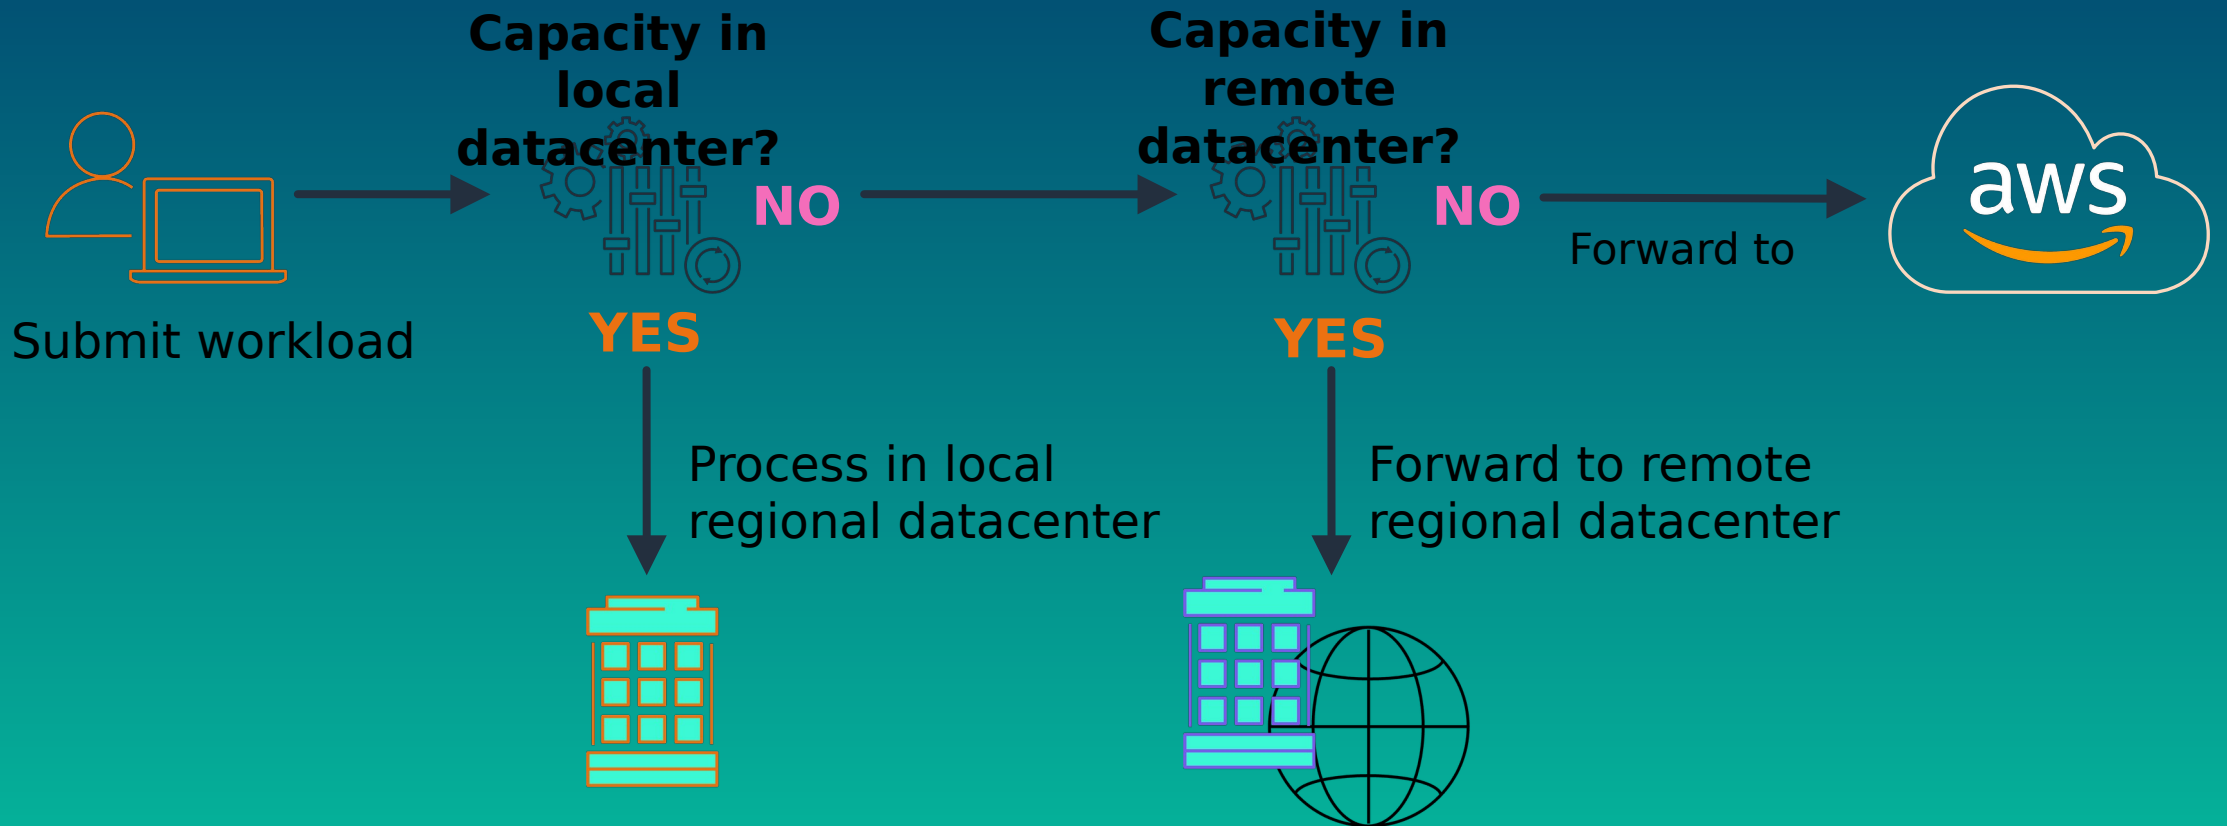 Capacity in
local
datacenter?
Capacity in
remote
datacenter?
NO
NO
aws
Forward to
Submit workload
YES
YES
Process in local
regional datacenter
Forward to remote
regional datacenter